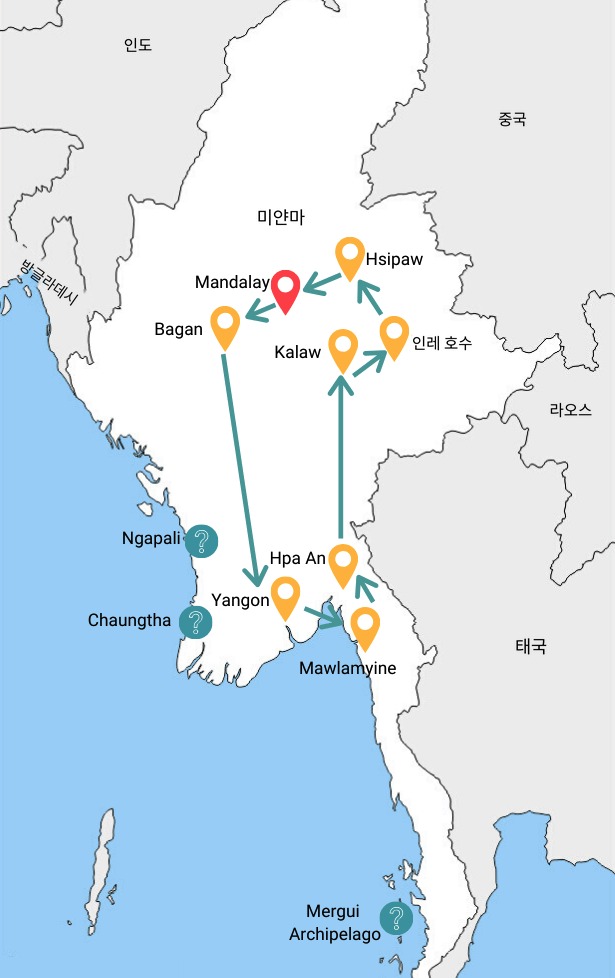 인도
중국
미얀마
Hsipaw
방글라데시
Mandalay
Bagan
인레 호수
Kalaw
라오스
Ngapali
?
Hpa An
Yangon
Chaungtha
?
태국
Mawlamyine
Mergui
Archipelago
?